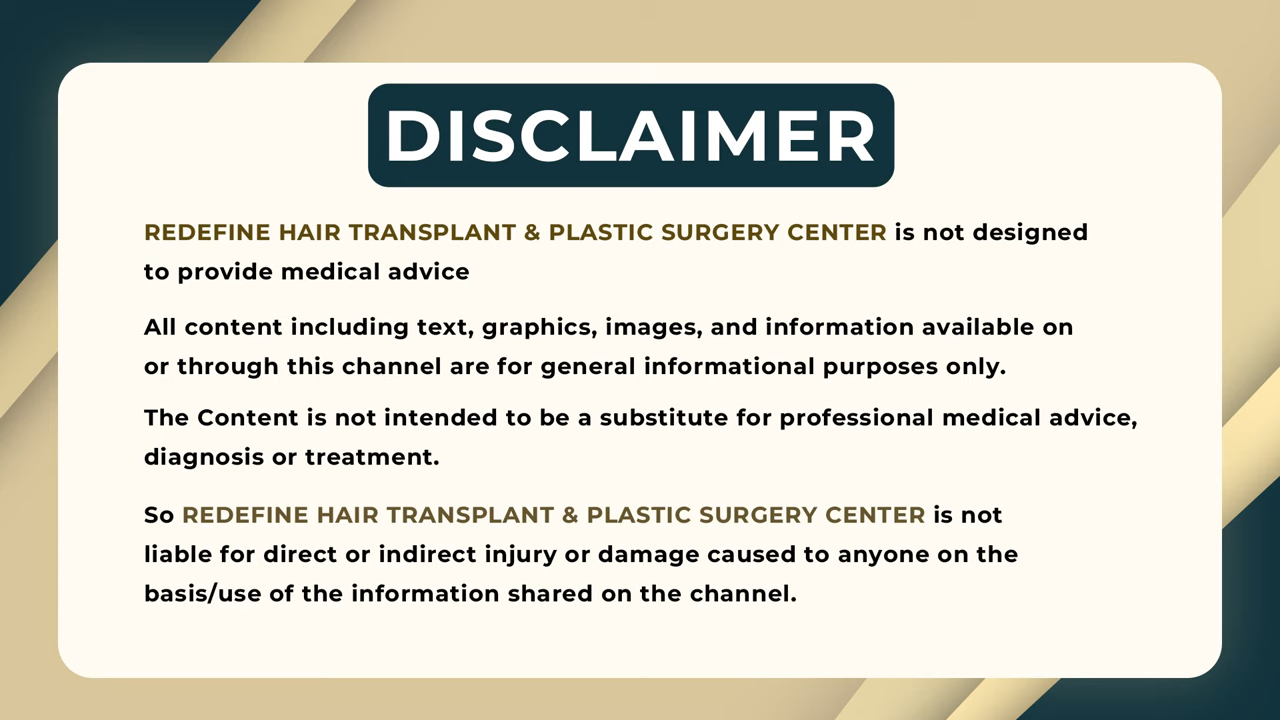 DISCLAIMER
REDEFINE HAIR TRANSPLANT & PLASTIC SURGERY CENTER is not designed
to provide medical advice
All content including text, graphics, images, and information available on
or through this channel are for general informational purposes only.
The Content is not intended to be a substitute for professional medical advice,
diagnosis or treatment.
So REDEFINE HAIR TRANSPLANT & PLASTIC SURGERY CENTER is not
liable for direct or indirect injury or damage caused to anyone on the
basis/use of the information shared on the channel.